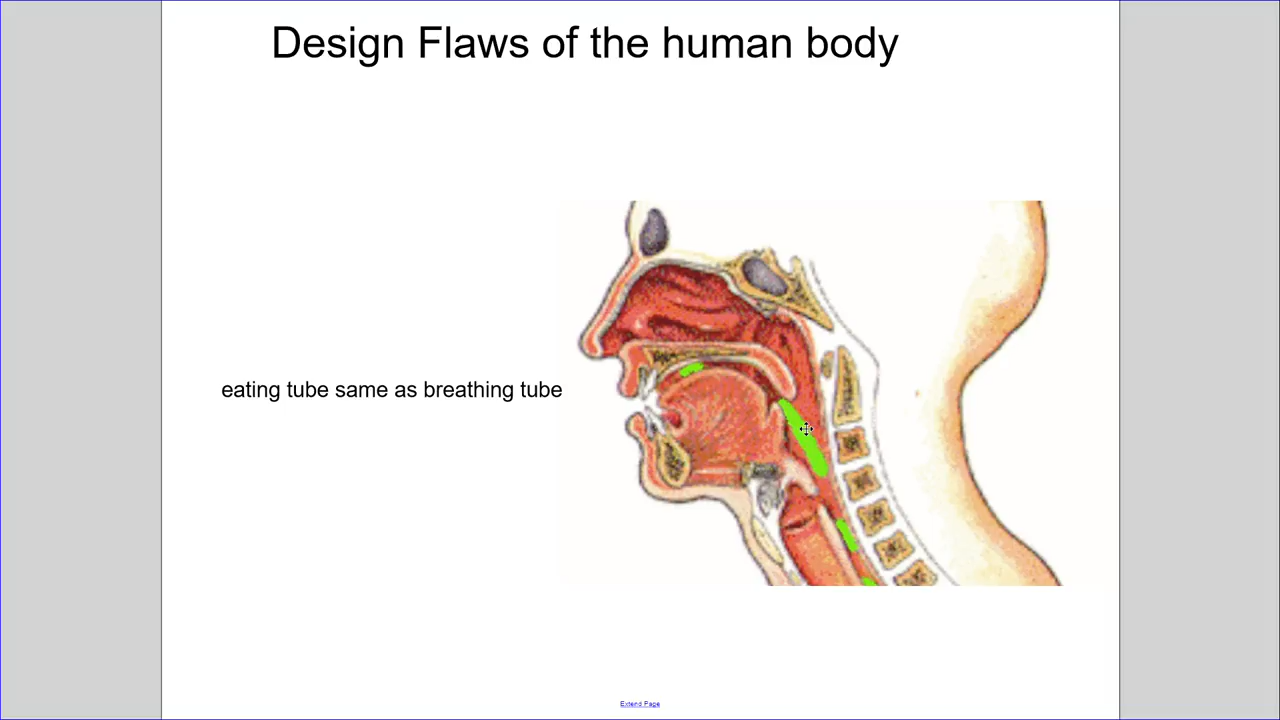 Design Flaws of the human body
eating tube same as breathing tube
Extend Page